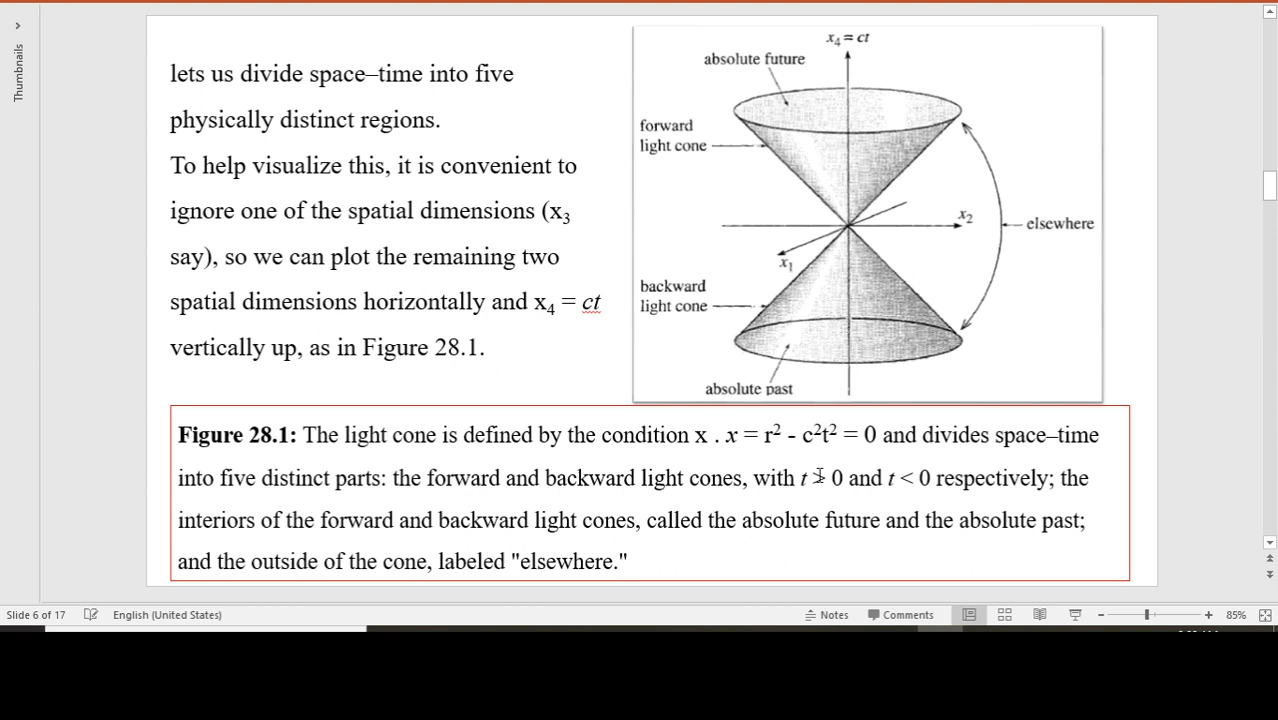 Thumbnails
lets us divide space–time into five
physically distinct regions.
To help visualize this, it is convenient to
ignore one of the spatial dimensions (x₃
say), so we can plot the remaining two
spatial dimensions horizontally and x₄ = ct
vertically up, as in Figure 28.1.
x₄ = ct
absolute future
forward
light cone
x₂
elsewhere
x₁
backward
light cone
absolute past
Figure 28.1: The light cone is defined by the condition x . x = r² - c²t² = 0 and divides space–time
into five distinct parts: the forward and backward light cones, with t > 0 and t < 0 respectively; the
interiors of the forward and backward light cones, called the absolute future and the absolute past;
and the outside of the cone, labeled "elsewhere."
Slide 6 of 17 English (United States) Notes Comments 85%